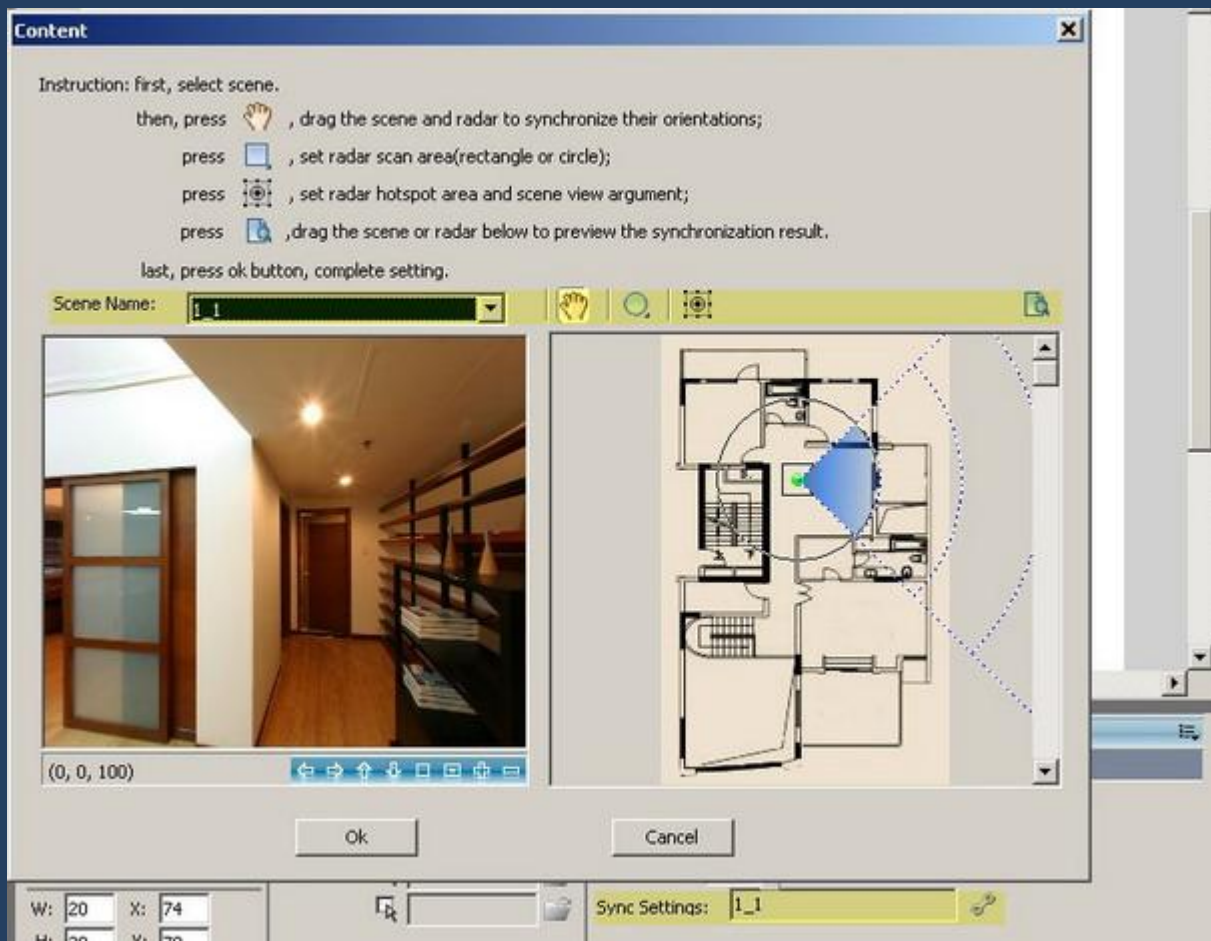 Content
Instruction: first, select scene.
then, press , drag the scene and radar to synchronize their orientations;
press , set radar scan area(rectangle or circle);
press , set radar hotspot area and scene view argument;
press ,drag the scene or radar below to preview the synchronization result.
last, press ok button, complete setting.
Scene Name: 1_1
(0, 0, 100)
Ok Cancel
W: 20 X: 74 Sync Settings: 1_1